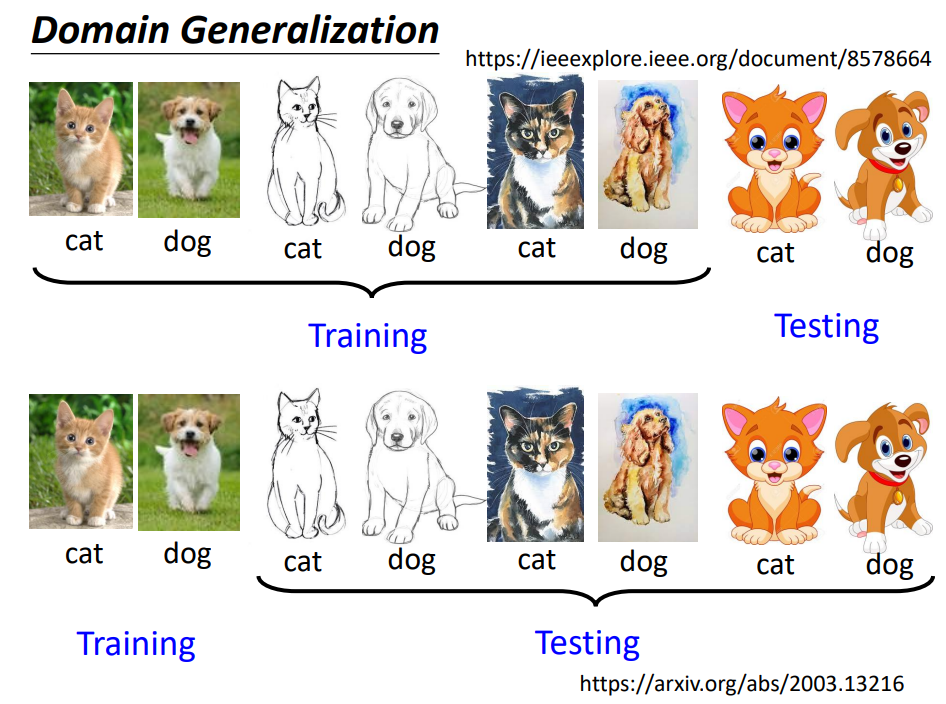 Domain Generalization
https://ieeexplore.ieee.org/document/8578664
cat dog cat dog cat dog cat dog
Training Testing
cat dog cat dog cat dog cat dog
Training Testing
https://arxiv.org/abs/2003.13216